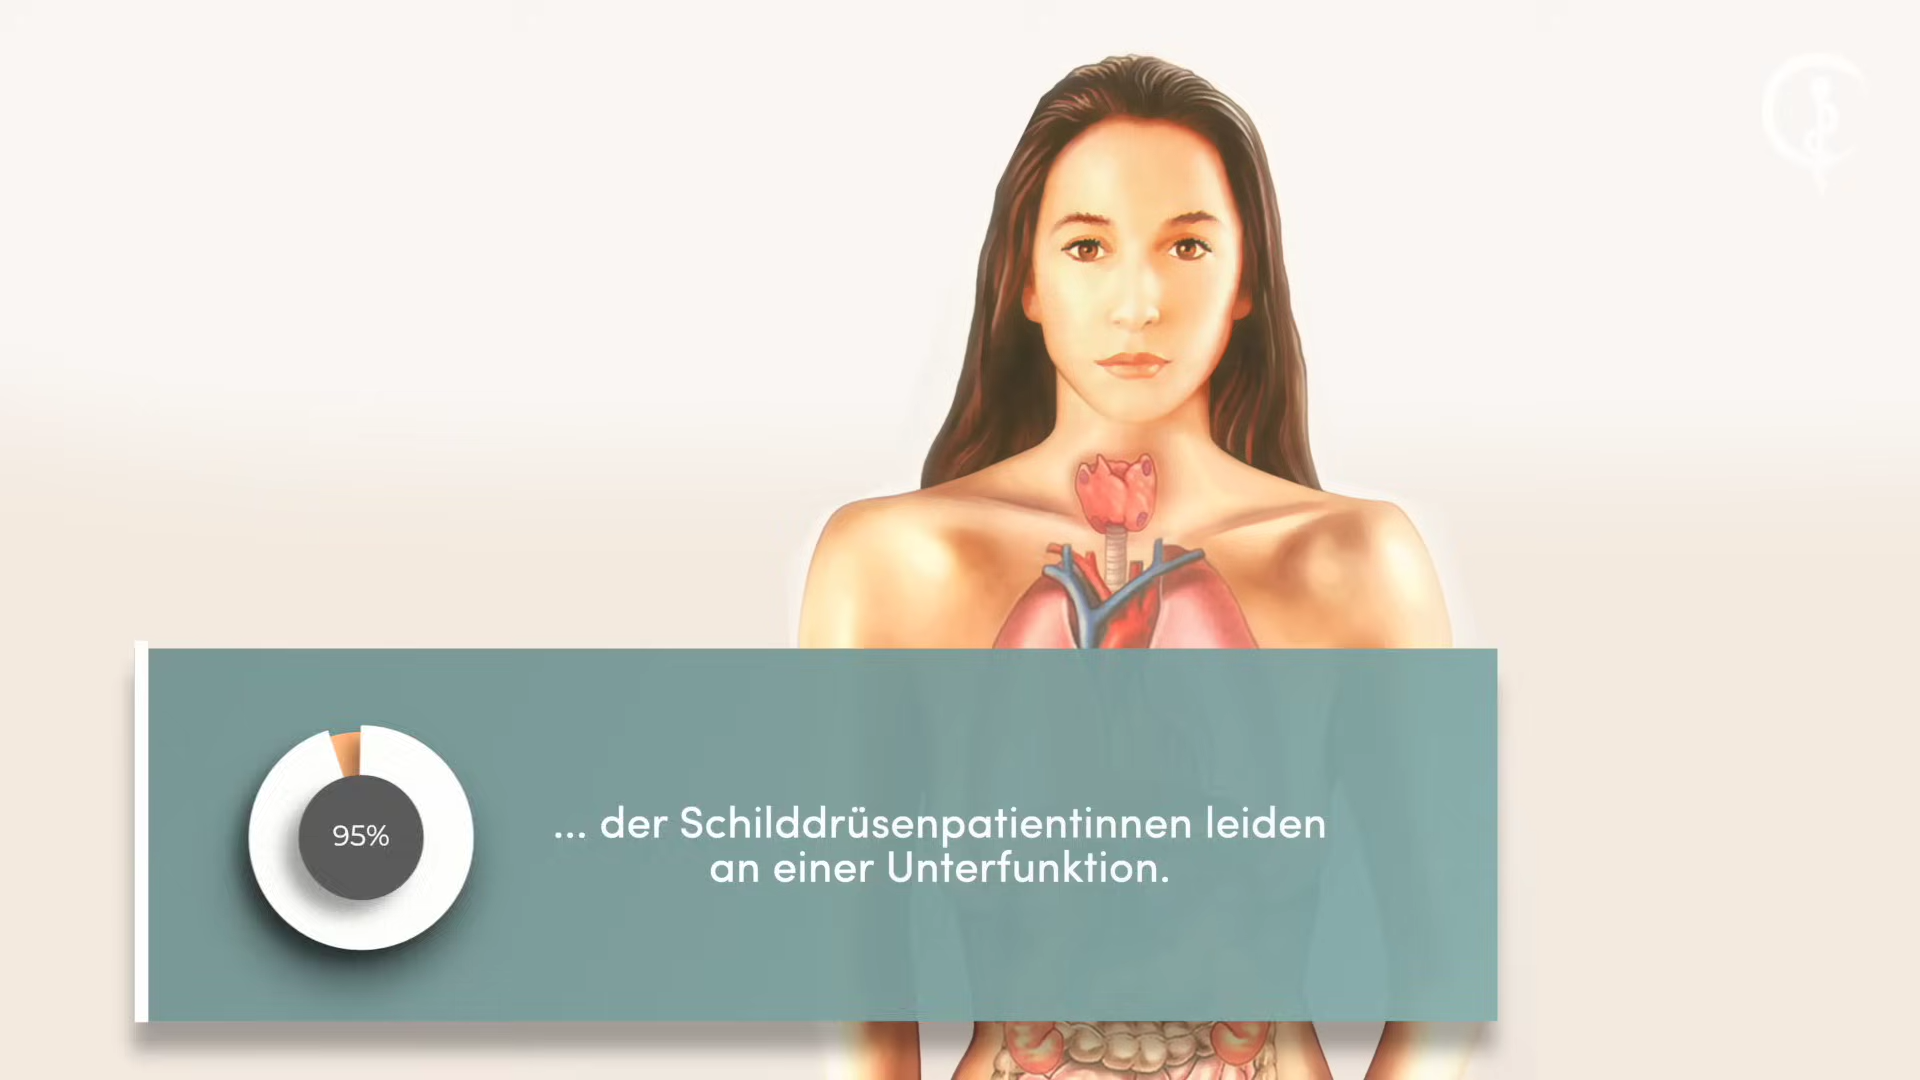 95%
... der Schilddrüsenpatientinnen leiden
an einer Unterfunktion.